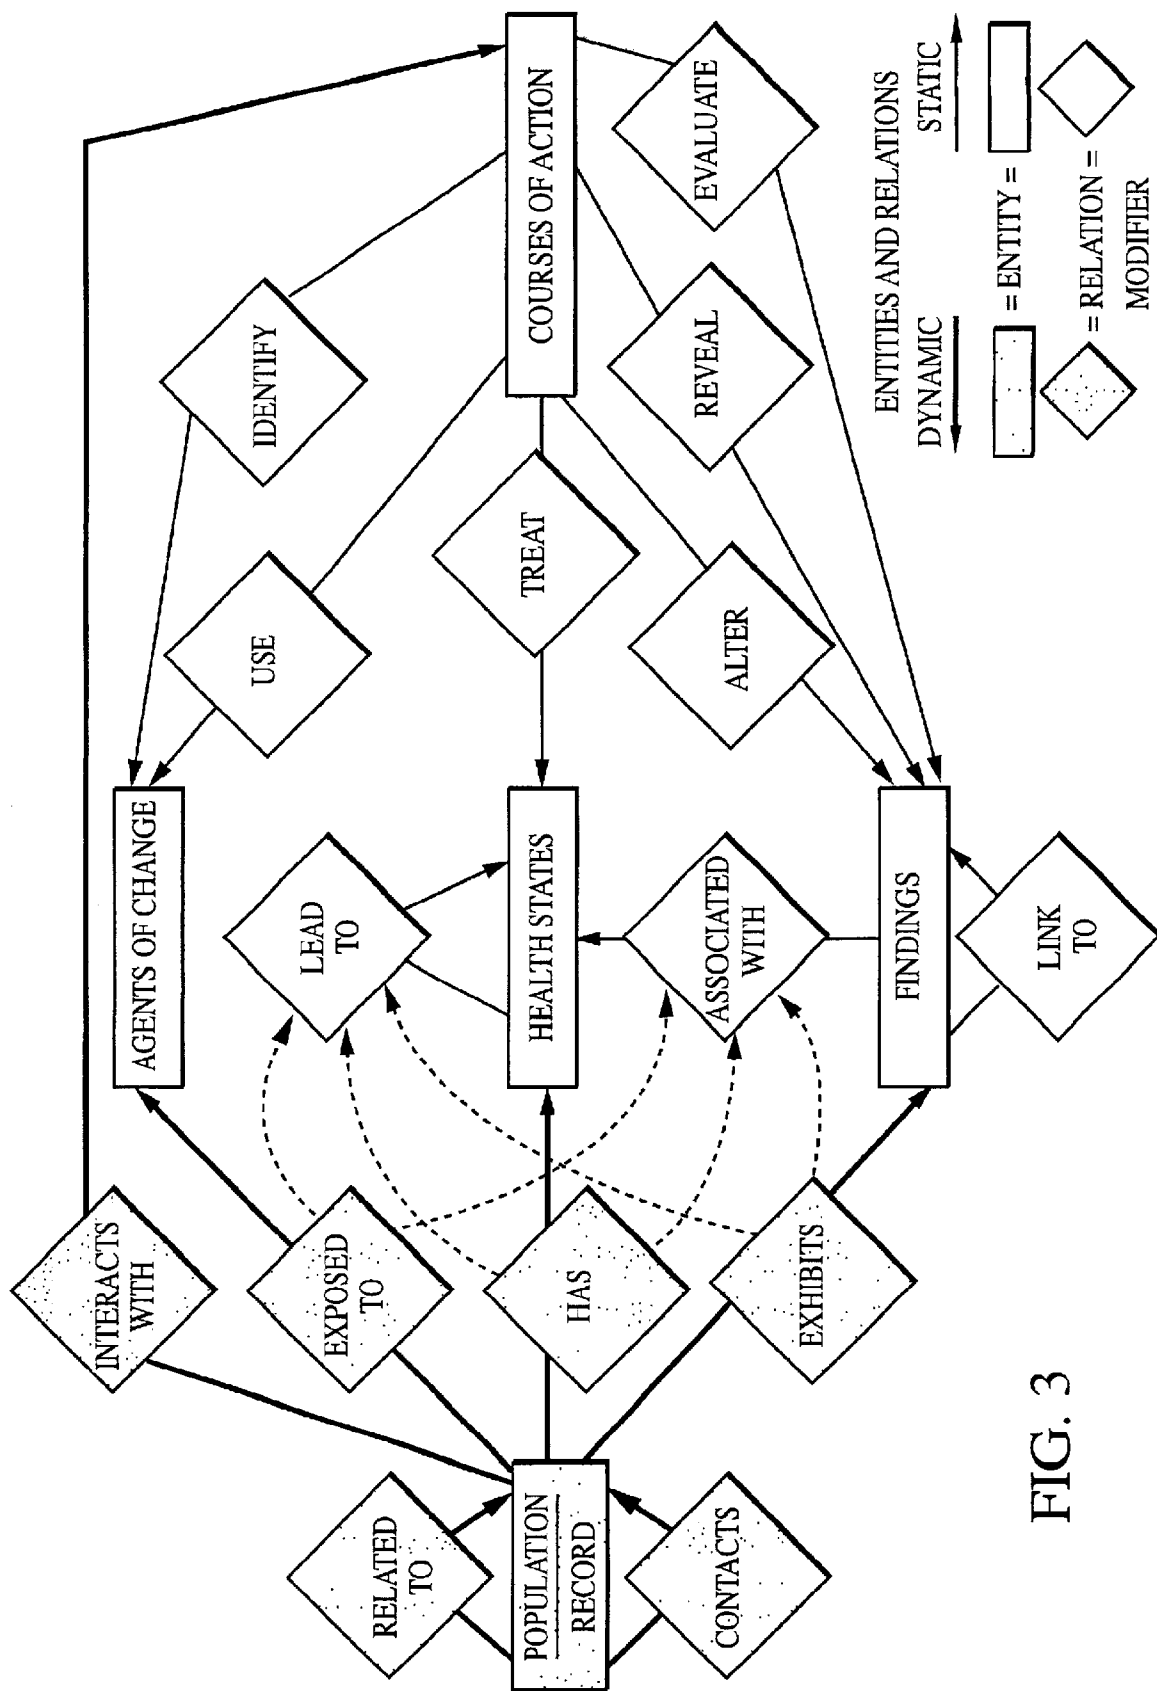 INTERACTS
WITH
IDENTIFY
USE
AGENTS OF CHANGE
EXPOSED
TO
LEAD
TO
RELATED
TO
POPULATION
RECORD
HAS
HEALTH STATES
TREAT
COURSES OF ACTION
CONTACTS
EXHIBITS
ASSOCIATED
WITH
ALTER
REVEAL
EVALUATE
FINDINGS
LINK
TO
ENTITIES AND RELATIONS
DYNAMIC STATIC
= ENTITY =
= RELATION =
MODIFIER
FIG. 3